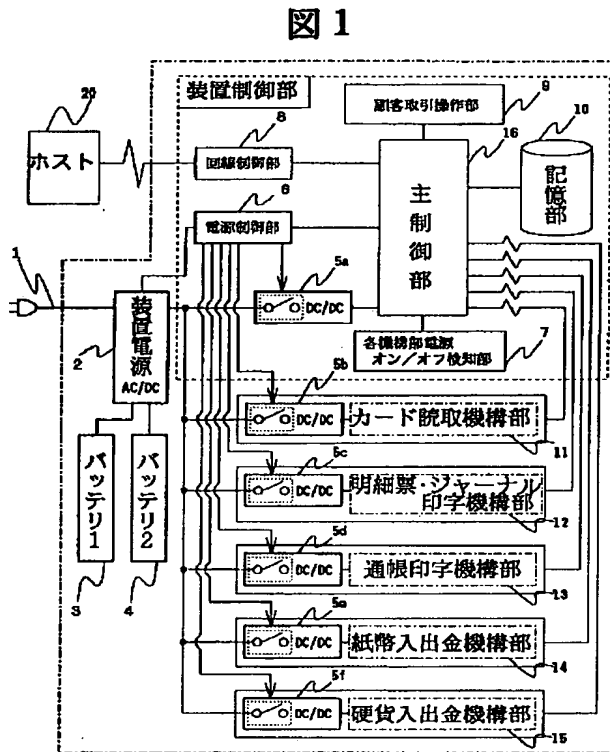 図1
装置制御部
9
顧客取引操作部
20
ホスト
8
回線制御部
16
主制御部
10
記憶部
6
電源制御部
1
5a
DC/DC
装置電源
AC/DC
2
各機構部電源
オン/オフ検知部
7
バッテリ1
3
バッテリ2
4
5b
DC/DC
カード読取機構部
11
5c
DC/DC
明細票・ジャーナル
印字機構部
12
5d
DC/DC
通帳印字機構部
13
5e
DC/DC
紙幣入出金機構部
14
5f
DC/DC
硬貨入出金機構部
15